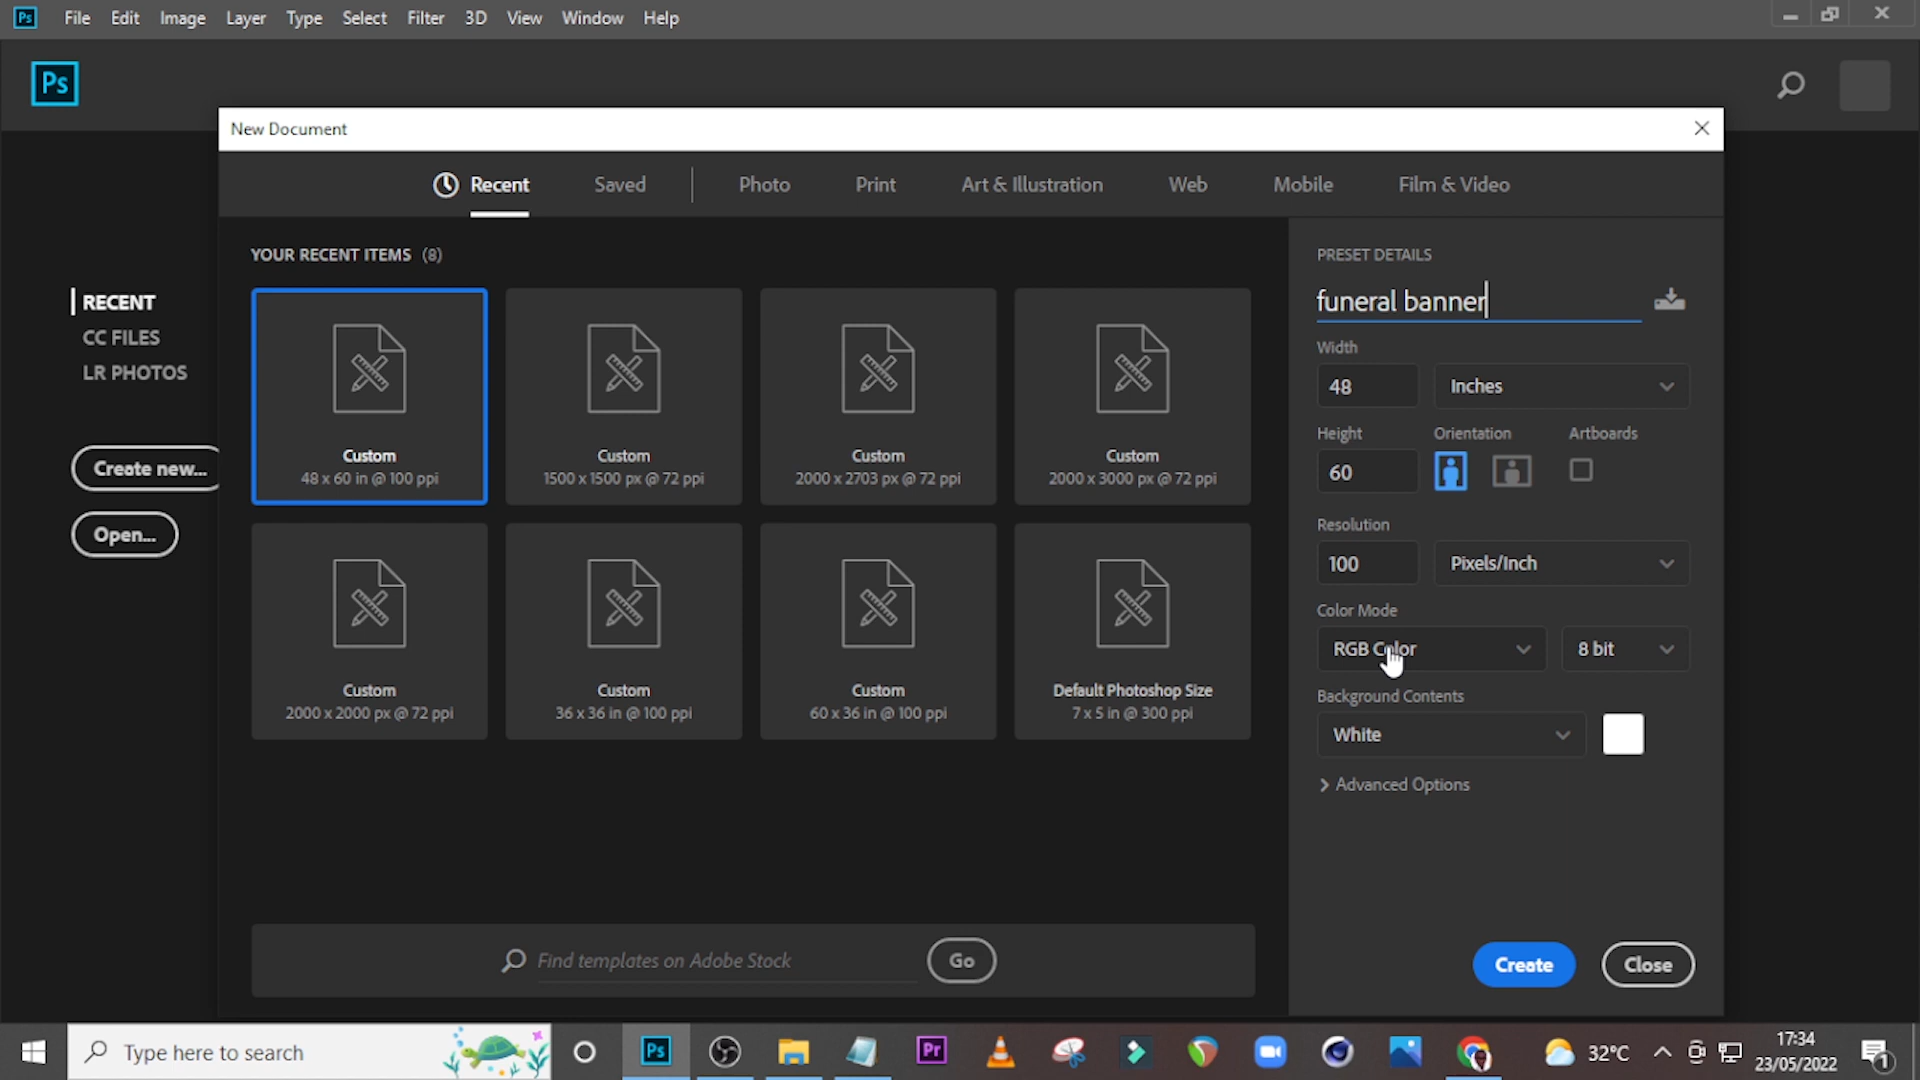 Ps File Edit Image Layer Type Select Filter 3D View Window Help
Ps
New Document
Recent Saved Photo Print Art & Illustration Web Mobile Film & Video
YOUR RECENT ITEMS (8)
RECENT
CC FILES
LR PHOTOS
Create new...
Open...
Custom
48 x 60 in @ 100 ppi
Custom
1500 x 1500 px @ 72 ppi
Custom
2000 x 2703 px @ 72 ppi
Custom
2000 x 3000 px @ 72 ppi
Custom
2000 x 2000 px @ 72 ppi
Custom
36 x 36 in @ 100 ppi
Custom
60 x 36 in @ 100 ppi
Default Photoshop Size
7 x 5 in @ 300 ppi
Find templates on Adobe Stock Go
PRESET DETAILS
funeral banner
Width
48 Inches
Height Orientation Artboards
60
Resolution
100 Pixels/Inch
Color Mode
RGB Color 8 bit
Background Contents
White
Advanced Options
Create Close
Type here to search
Ps
Pr
32°C
17:34
23/05/2022
1